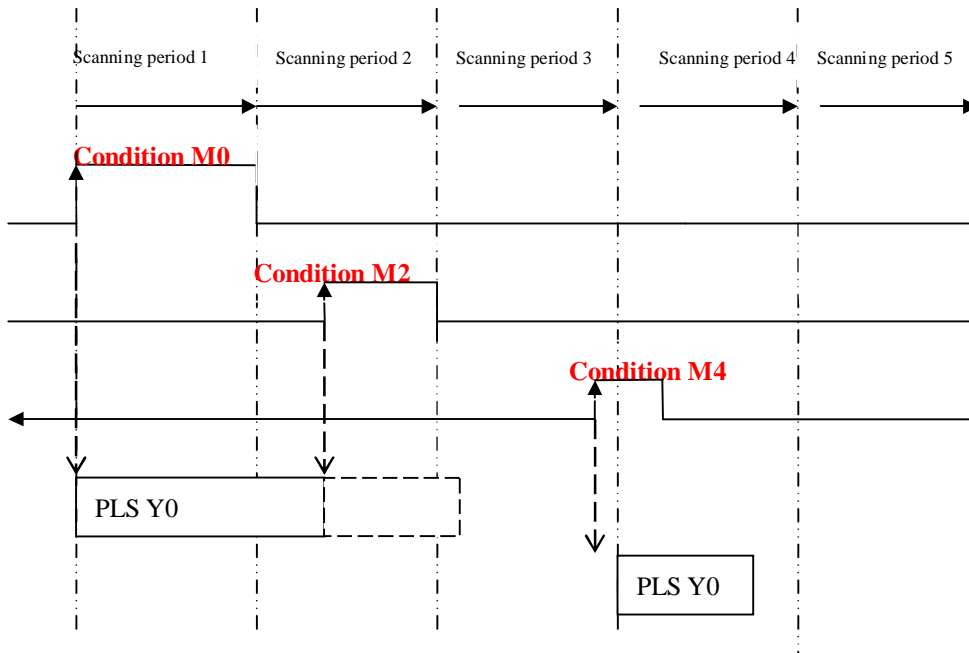 Scanning period 1
Scanning period 2
Scanning period 3
Scanning period 4
Scanning period 5
Condition M0
Condition M2
Condition M4
PLS Y0
PLS Y0